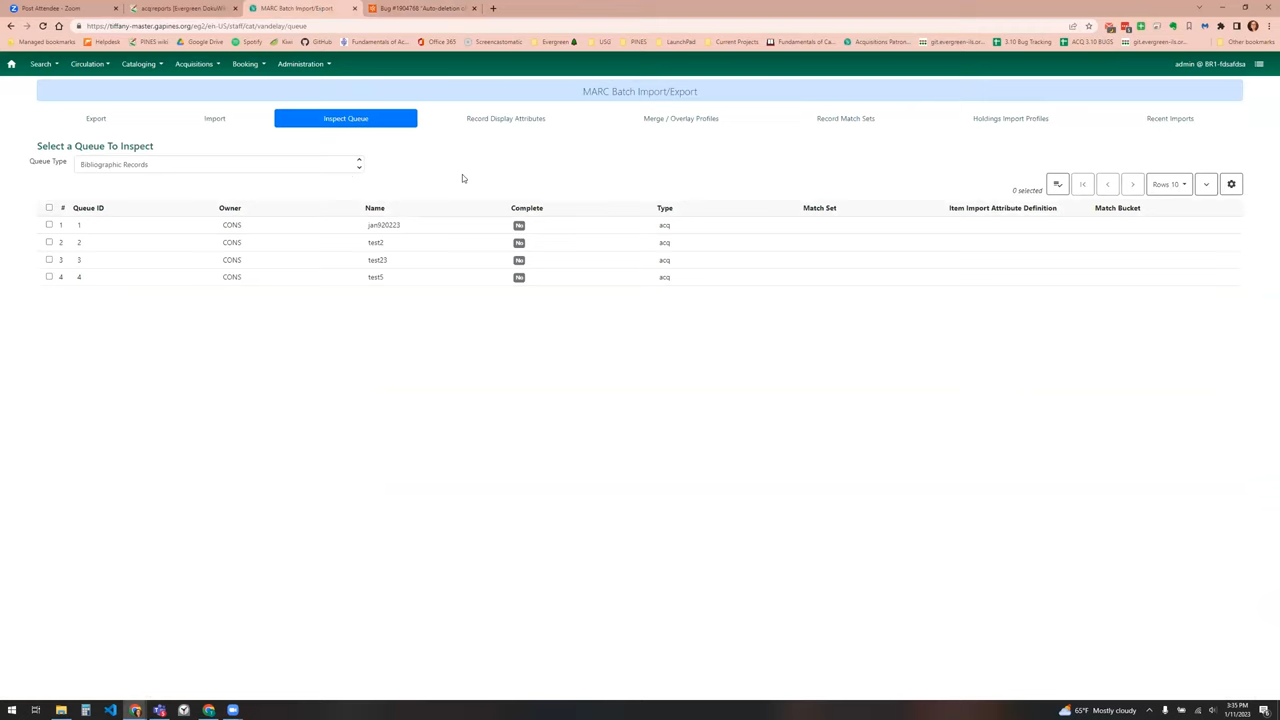 Post Attendee - Zoom
acq:reports [Evergreen DokuWi
MARC Batch Import/Export
Bug #1904768 "Auto-deletion o
https://tiffany-master.gapines.org/eg2/en-US/staff/cat/vandelay/queue
Managed bookmarks
Helpdesk
PINES wiki
Google Drive
Spotify
Kiwi
GitHub
Fundamentals of Ac...
Office 365
Screencastomatic
Evergreen
USG
PINES
LaunchPad
Current Projects
Fundamentals of Ca...
Acquisitions Patron...
git.evergreen-ils.or...
3.10 Bug Tracking
ACQ 3.10 BUGS
git.evergreen-ils.or...
Other bookmarks
Search
Circulation
Cataloging
Acquisitions
Booking
Administration
admin @ BR1-fdsafdsa
MARC Batch Import/Export
Export
Import
Inspect Queue
Record Display Attributes
Merge / Overlay Profiles
Record Match Sets
Holdings Import Profiles
Recent Imports
Select a Queue To Inspect
Queue Type
Bibliographic Records
0 selected
Rows 10
# Queue ID Owner Name Complete Type Match Set Item Import Attribute Definition Match Bucket
1 1 CONS jan920223 No acq
2 2 CONS test2 No acq
3 3 CONS test23 No acq
4 4 CONS test5 No acq
65°F Mostly cloudy
3:35 PM
1/11/2023